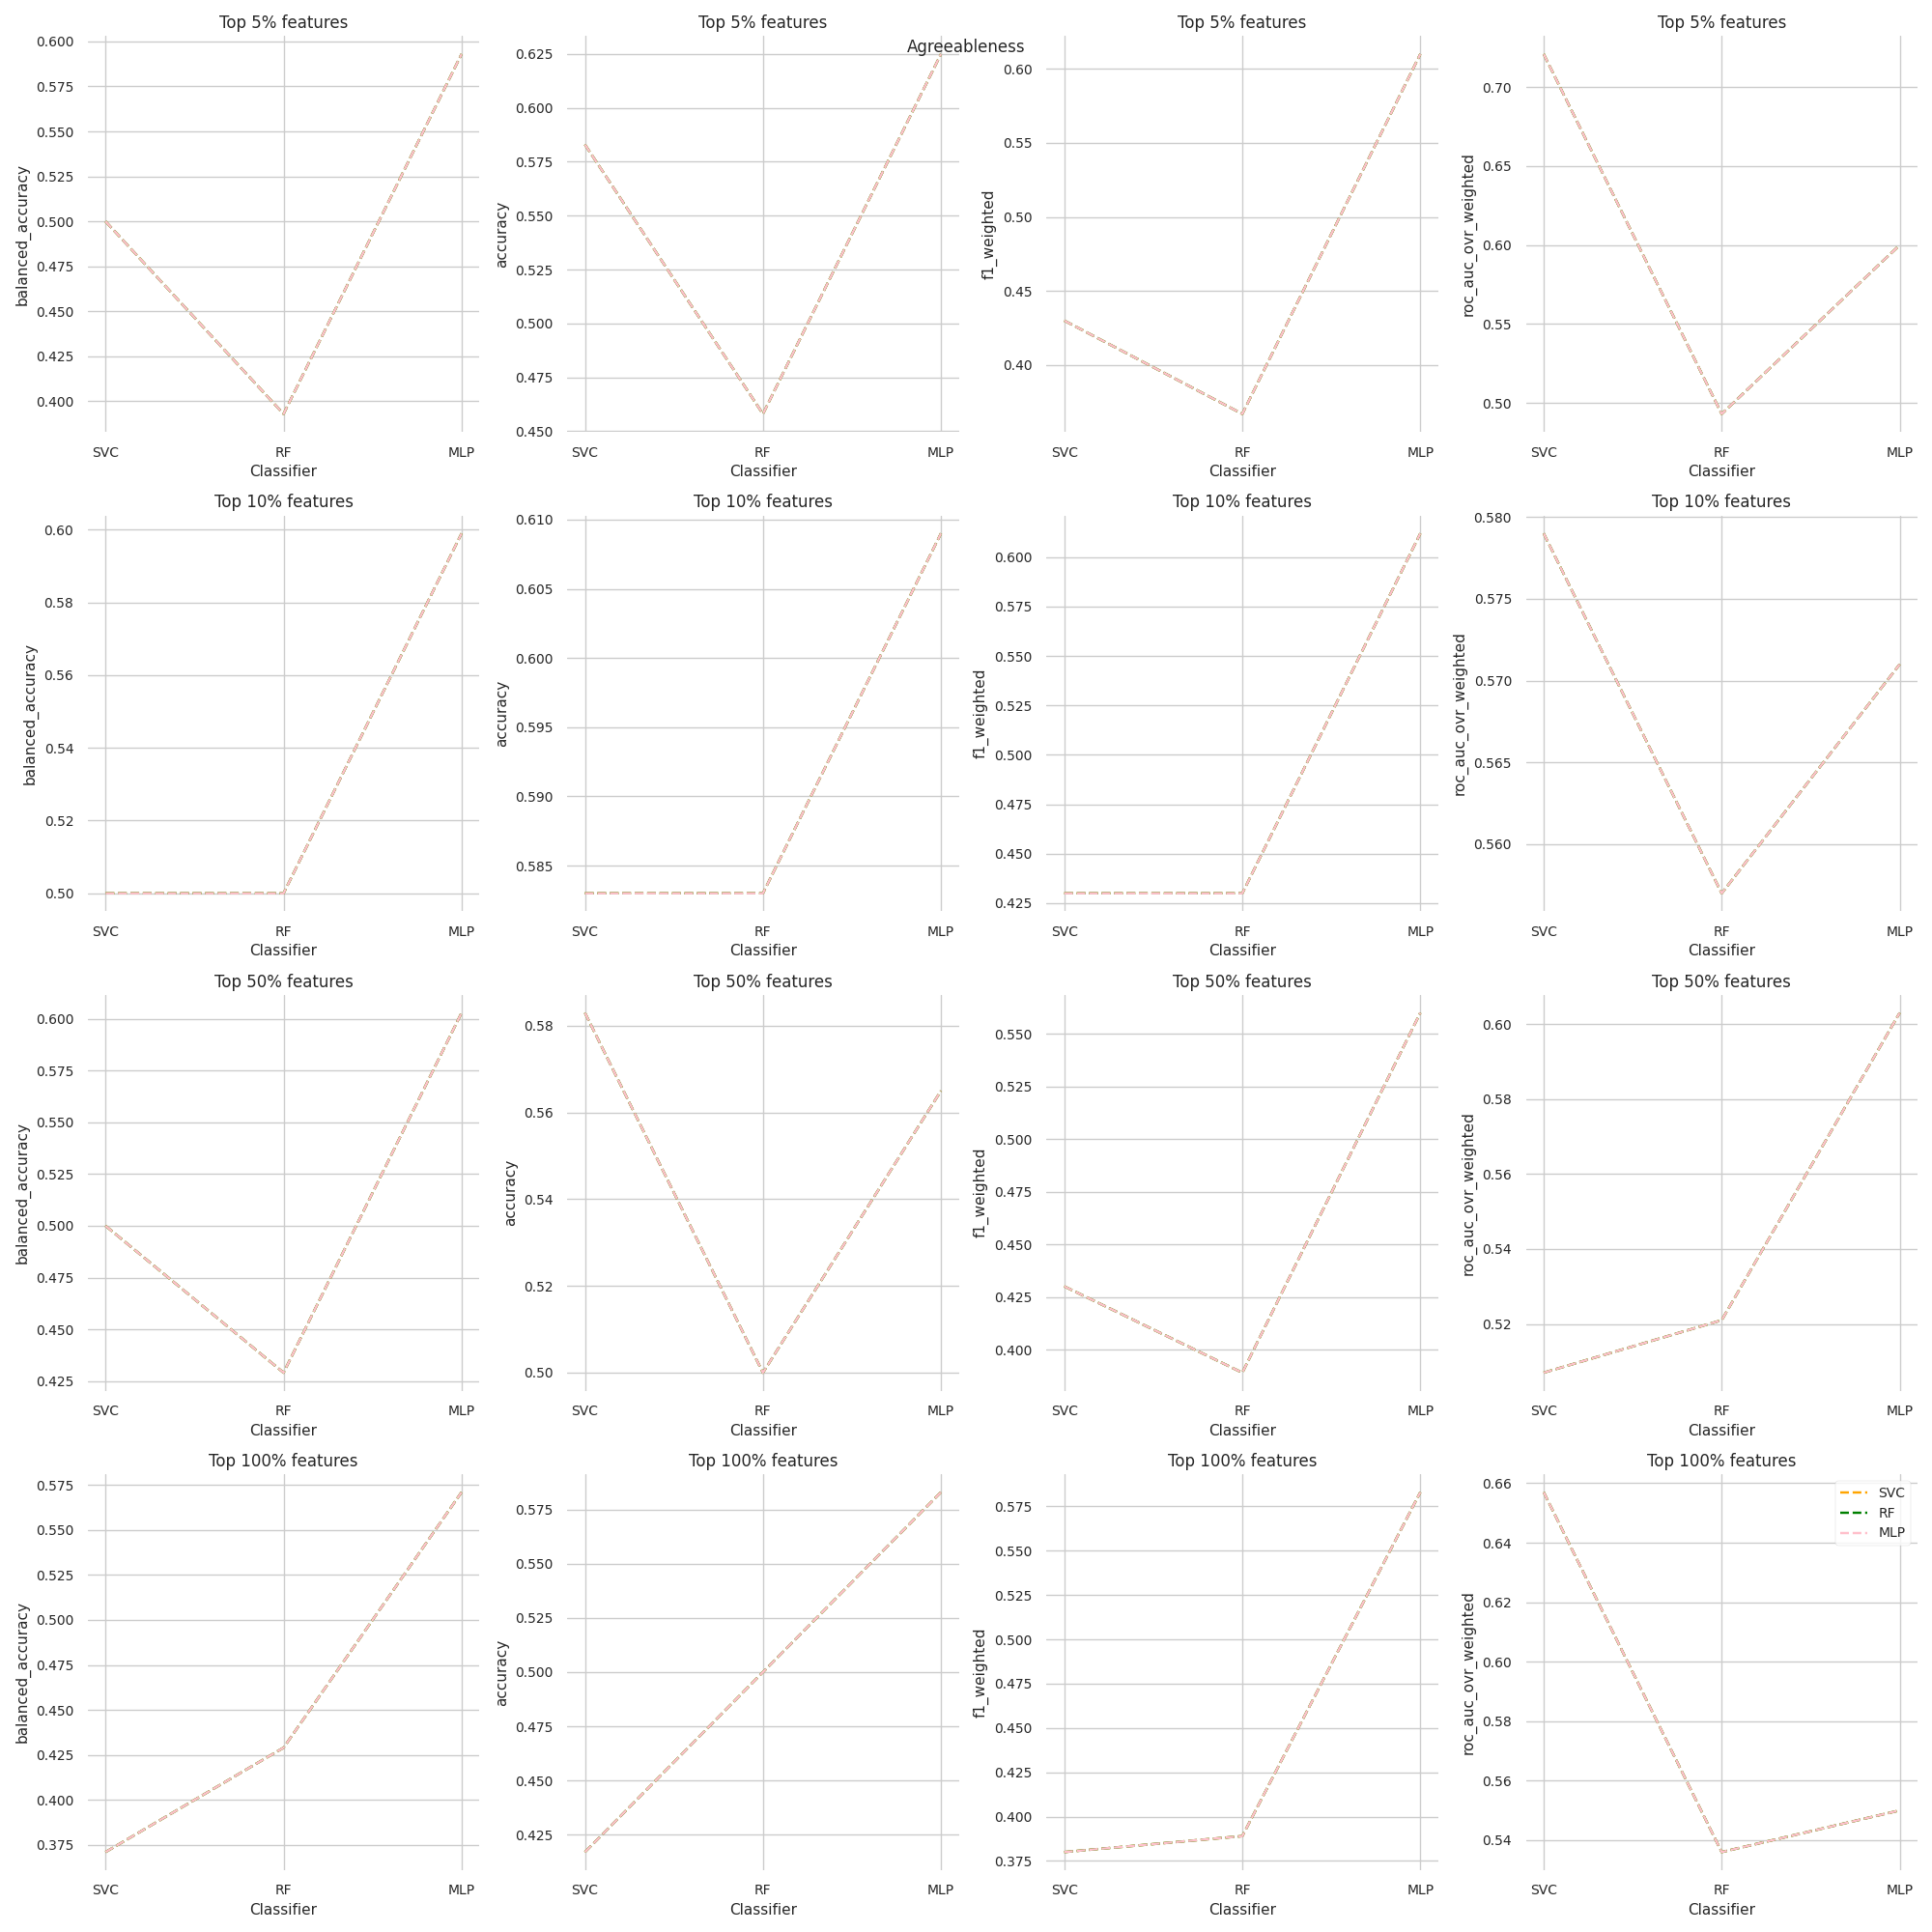 Agreeableness
Top 5% features
balanced_accuracy
0.600
0.575
0.550
0.525
0.500
0.475
0.450
0.425
0.400
SVC RF MLP
Classifier
Top 5% features
accuracy
0.625
0.600
0.575
0.550
0.525
0.500
0.475
0.450
SVC RF MLP
Classifier
Top 5% features
f1_weighted
0.60
0.55
0.50
0.45
0.40
SVC RF MLP
Classifier
Top 5% features
roc_auc_ovr_weighted
0.70
0.65
0.60
0.55
0.50
SVC RF MLP
Classifier
Top 10% features
balanced_accuracy
0.60
0.58
0.56
0.54
0.52
0.50
SVC RF MLP
Classifier
Top 10% features
accuracy
0.610
0.605
0.600
0.595
0.590
0.585
SVC RF MLP
Classifier
Top 10% features
f1_weighted
0.600
0.575
0.550
0.525
0.500
0.475
0.450
0.425
SVC RF MLP
Classifier
Top 10% features
roc_auc_ovr_weighted
0.580
0.575
0.570
0.565
0.560
SVC RF MLP
Classifier
Top 50% features
balanced_accuracy
0.600
0.575
0.550
0.525
0.500
0.475
0.450
0.425
SVC RF MLP
Classifier
Top 50% features
accuracy
0.58
0.56
0.54
0.52
0.50
SVC RF MLP
Classifier
Top 50% features
f1_weighted
0.550
0.525
0.500
0.475
0.450
0.425
0.400
SVC RF MLP
Classifier
Top 50% features
roc_auc_ovr_weighted
0.60
0.58
0.56
0.54
0.52
SVC RF MLP
Classifier
Top 100% features
balanced_accuracy
0.575
0.550
0.525
0.500
0.475
0.450
0.425
0.400
0.375
SVC RF MLP
Classifier
Top 100% features
accuracy
0.575
0.550
0.525
0.500
0.475
0.450
0.425
SVC RF MLP
Classifier
Top 100% features
f1_weighted
0.575
0.550
0.525
0.500
0.475
0.450
0.425
0.400
0.375
SVC RF MLP
Classifier
Top 100% features
roc_auc_ovr_weighted
0.66
0.64
0.62
0.60
0.58
0.56
0.54
SVC
RF
MLP
SVC RF MLP
Classifier